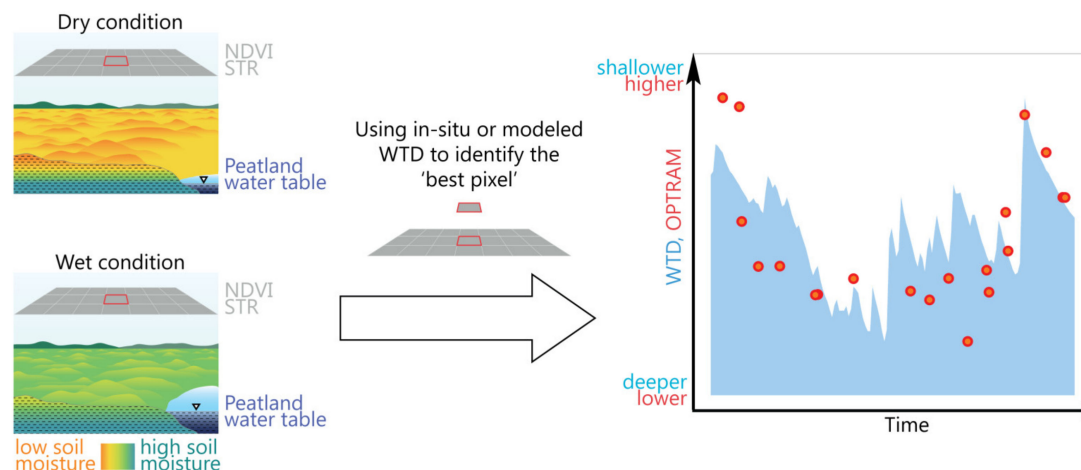 Dry condition
NDVI
STR
Peatland
water table
Wet condition
NDVI
STR
Peatland
water table
low soil
moisture
high soil
moisture
Using in-situ or modeled
WTD to identify the
‘best pixel’
shallower
higher
WTD, OPTRAM
deeper
lower
Time